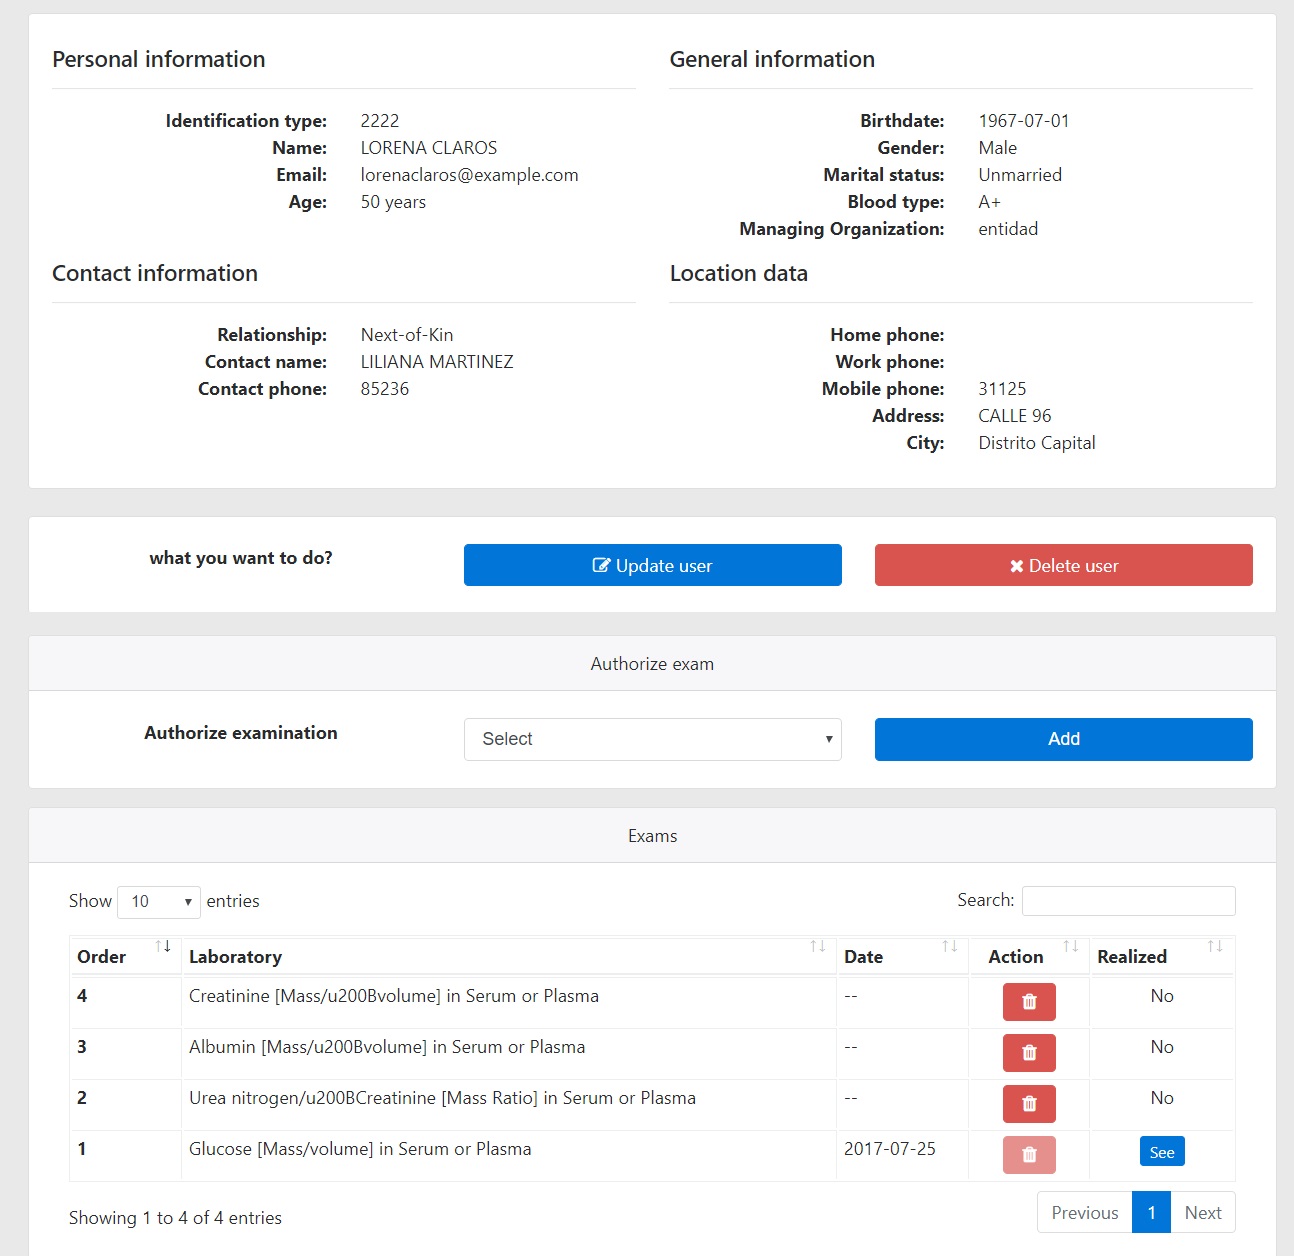 Personal information
Identification type: 2222
Name: LORENA CLAROS
Email: lorenaclaros@example.com
Age: 50 years
General information
Birthdate: 1967-07-01
Gender: Male
Marital status: Unmarried
Blood type: A+
Managing Organization: entidad
Contact information
Relationship: Next-of-Kin
Contact name: LILIANA MARTINEZ
Contact phone: 85236
Location data
Home phone:
Work phone:
Mobile phone: 31125
Address: CALLE 96
City: Distrito Capital
what you want to do? Update user Delete user
Authorize exam
Authorize examination Select Add
Exams
Show 10 entries Search:
Order Laboratory Date Action Realized
4 Creatinine [Mass/u200Bvolume] in Serum or Plasma -- No
3 Albumin [Mass/u200Bvolume] in Serum or Plasma -- No
2 Urea nitrogen/u200BCreatinine [Mass Ratio] in Serum or Plasma -- No
1 Glucose [Mass/volume] in Serum or Plasma 2017-07-25 See
Showing 1 to 4 of 4 entries Previous 1 Next